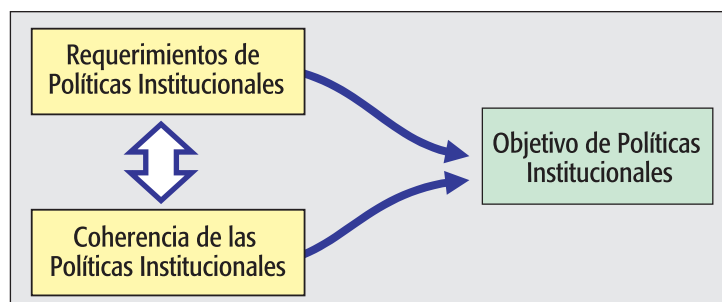 Requerimientos de
Políticas Institucionales
Objetivo de Políticas
Institucionales
Coherencia de las
Políticas Institucionales